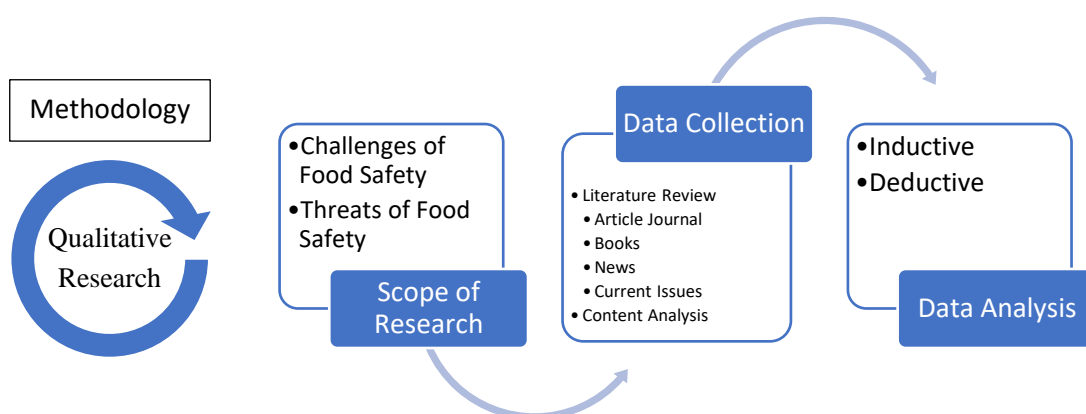 Methodology
Qualitative
Research
•Challenges of
Food Safety
•Threats of Food
Safety
Scope of
Research
Data Collection
• Literature Review
• Article Journal
• Books
• News
• Current Issues
• Content Analysis
•Inductive
•Deductive
Data Analysis